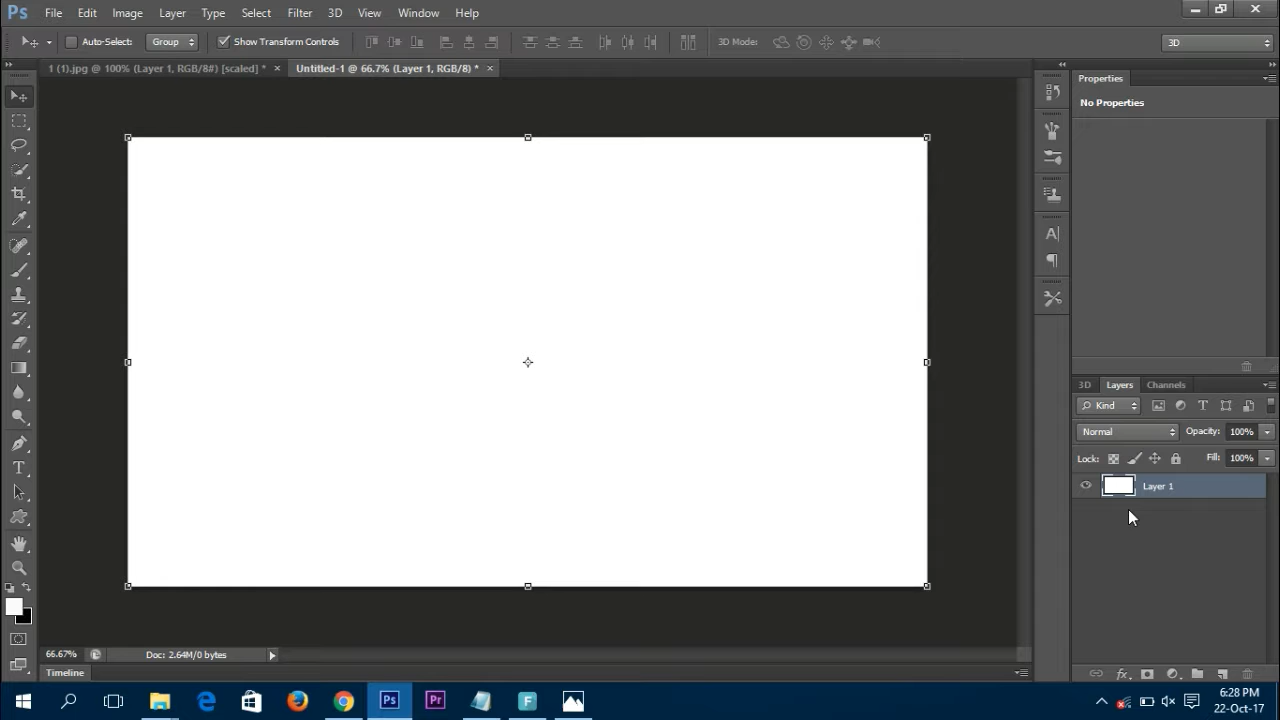 Ps File Edit Image Layer Type Select Filter 3D View Window Help
Auto-Select: Group Show Transform Controls 3D Mode: 3D
1 (1).jpg @ 100% (Layer 1, RGB/8#) [scaled] * × Untitled-1 @ 66.7% (Layer 1, RGB/8) * ×
Properties
No Properties
3D Layers Channels
Kind
Normal Opacity: 100%
Lock: Fill: 100%
Layer 1
66.67% Doc: 2.64M/0 bytes
Timeline
6:28 PM
22-Oct-17